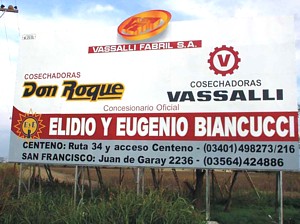 VASSALLI FABRIL S.A.
COSECHADORAS
Don Roque
COSECHADORAS
VASSALLI
Concesionario Oficial
ELIDIO Y EUGENIO BIANCUCCI
CENTENO: Ruta 34 y acceso Centeno - (03401)498273/216
SAN FRANCISCO: Juan de Garay 2236 - (03564)424886